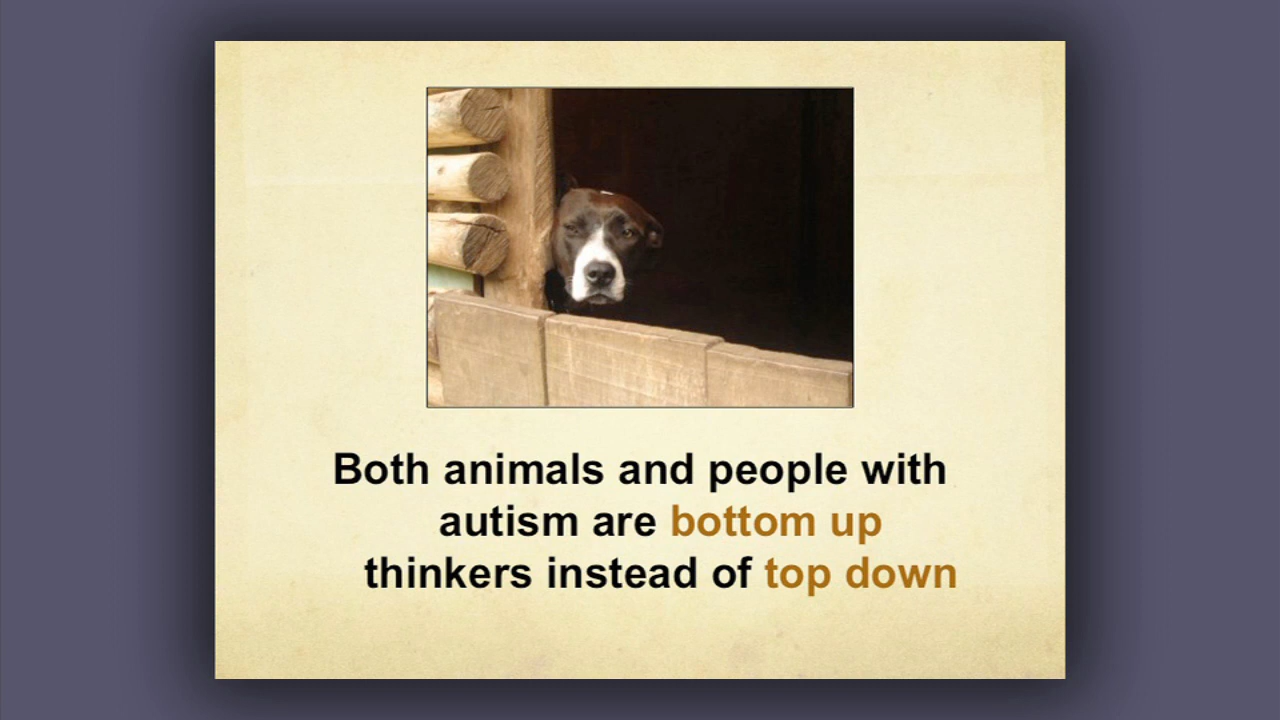 Both animals and people with
autism are bottom up
thinkers instead of top down